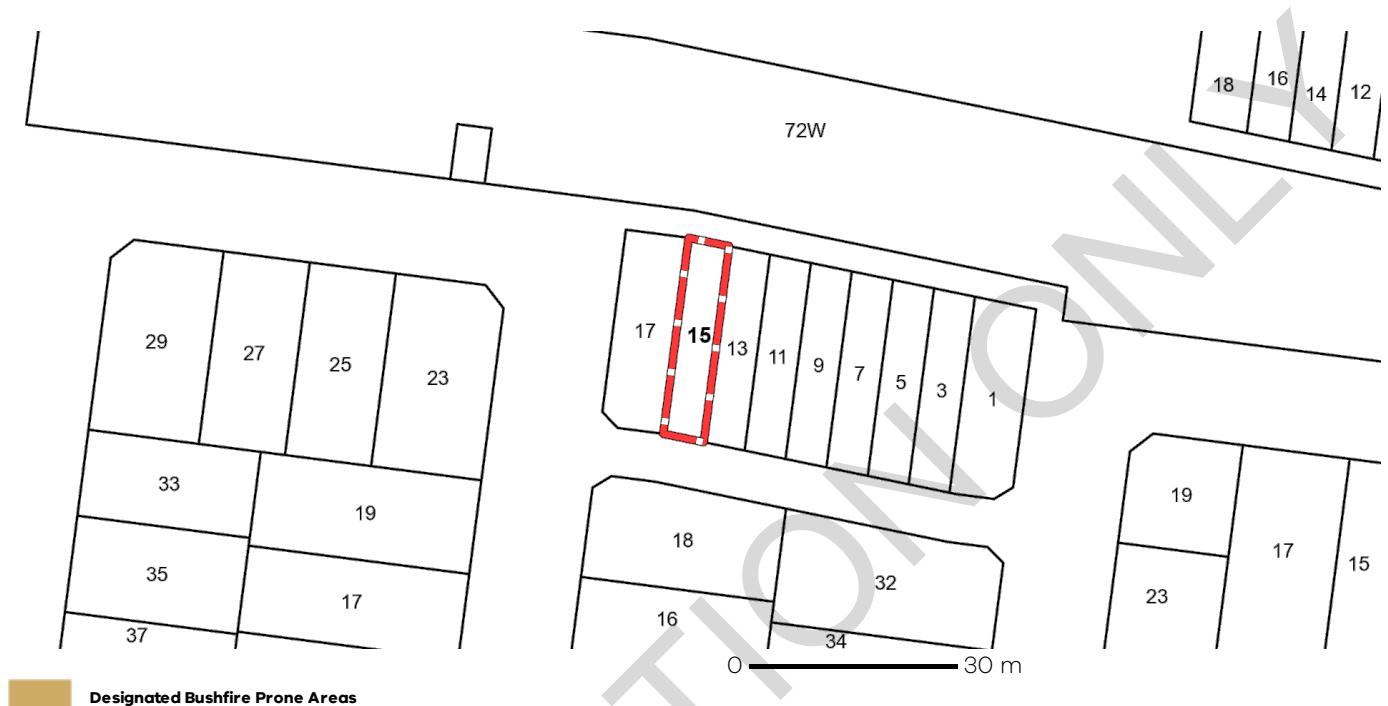 18 16 14 12
72W
29 27 25 23
17 15 13 11 9 7 5 3 1
33 19
35 17
37
18 32
16 34
19 17 15
23
0 30 m
Designated Bushfire Prone Areas
TION ONLY